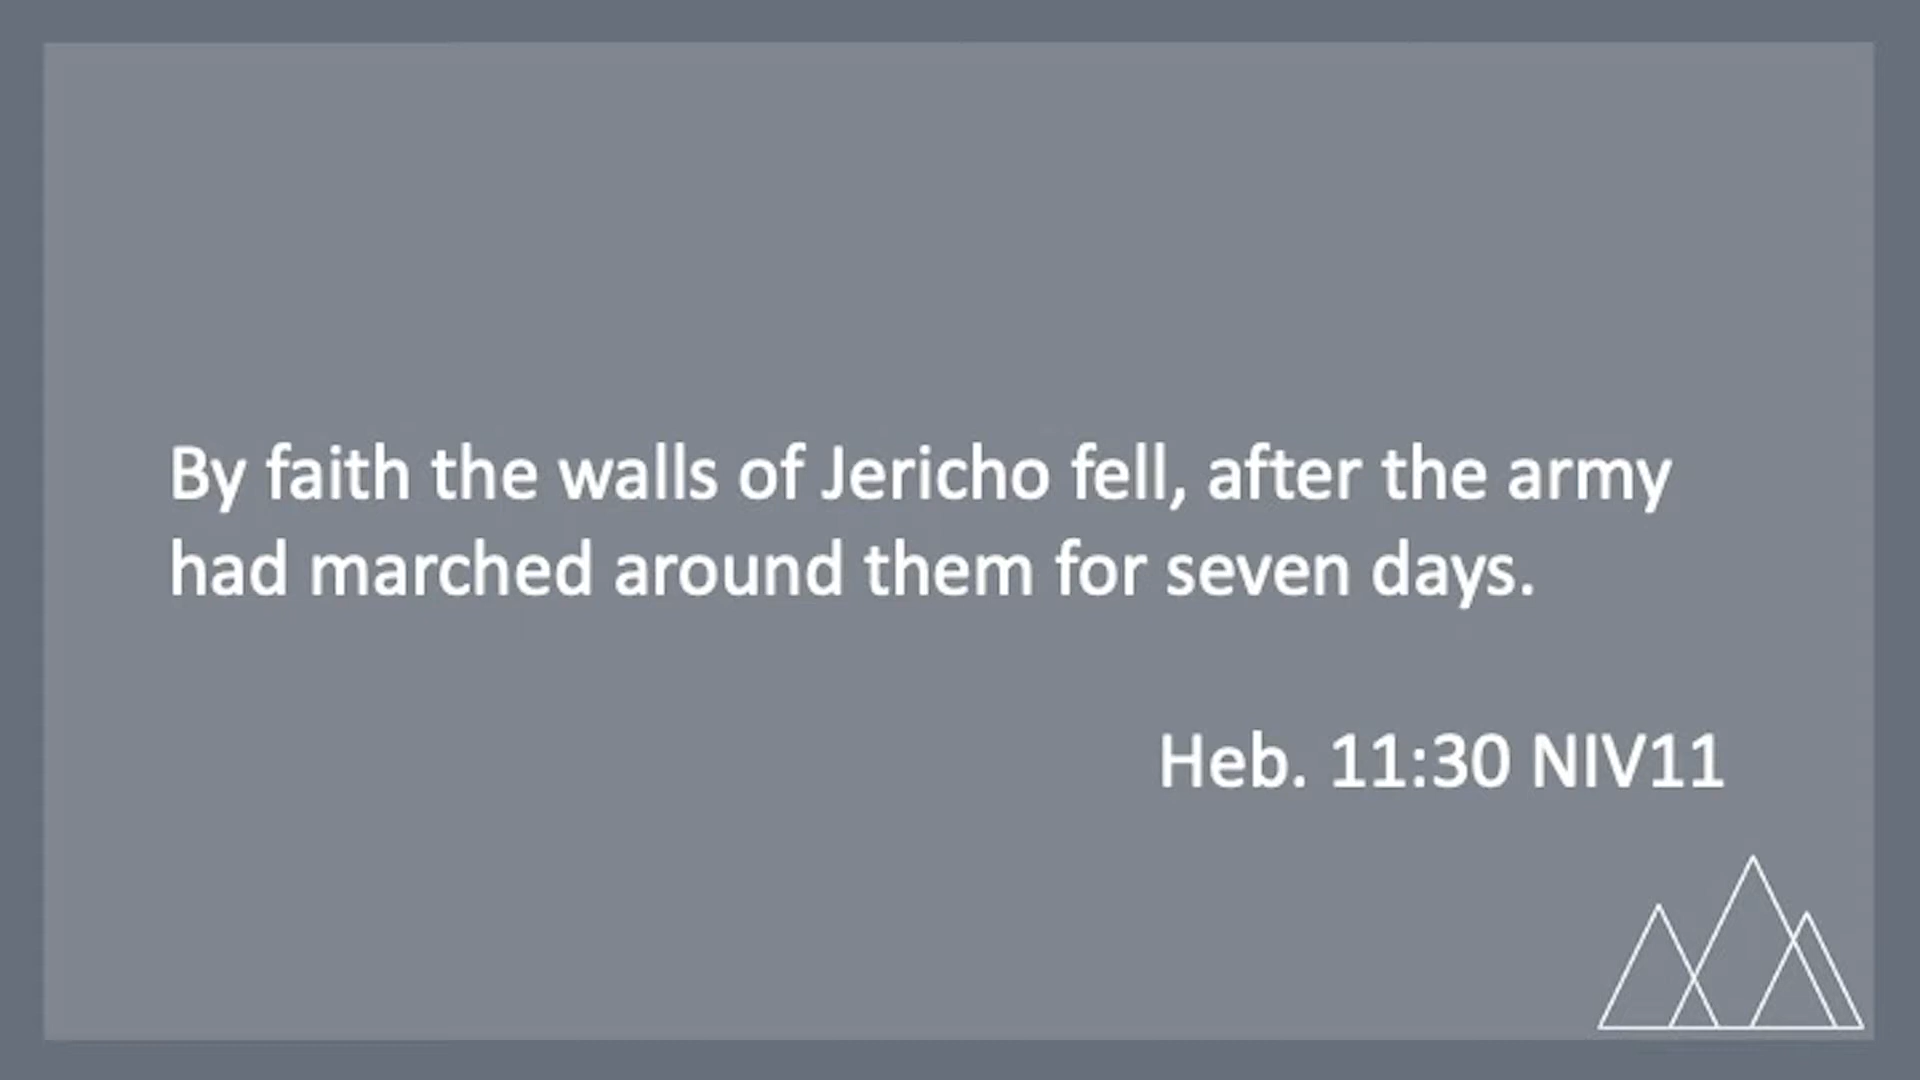 By faith the walls of Jericho fell, after the army
had marched around them for seven days.
Heb. 11:30 NIV11